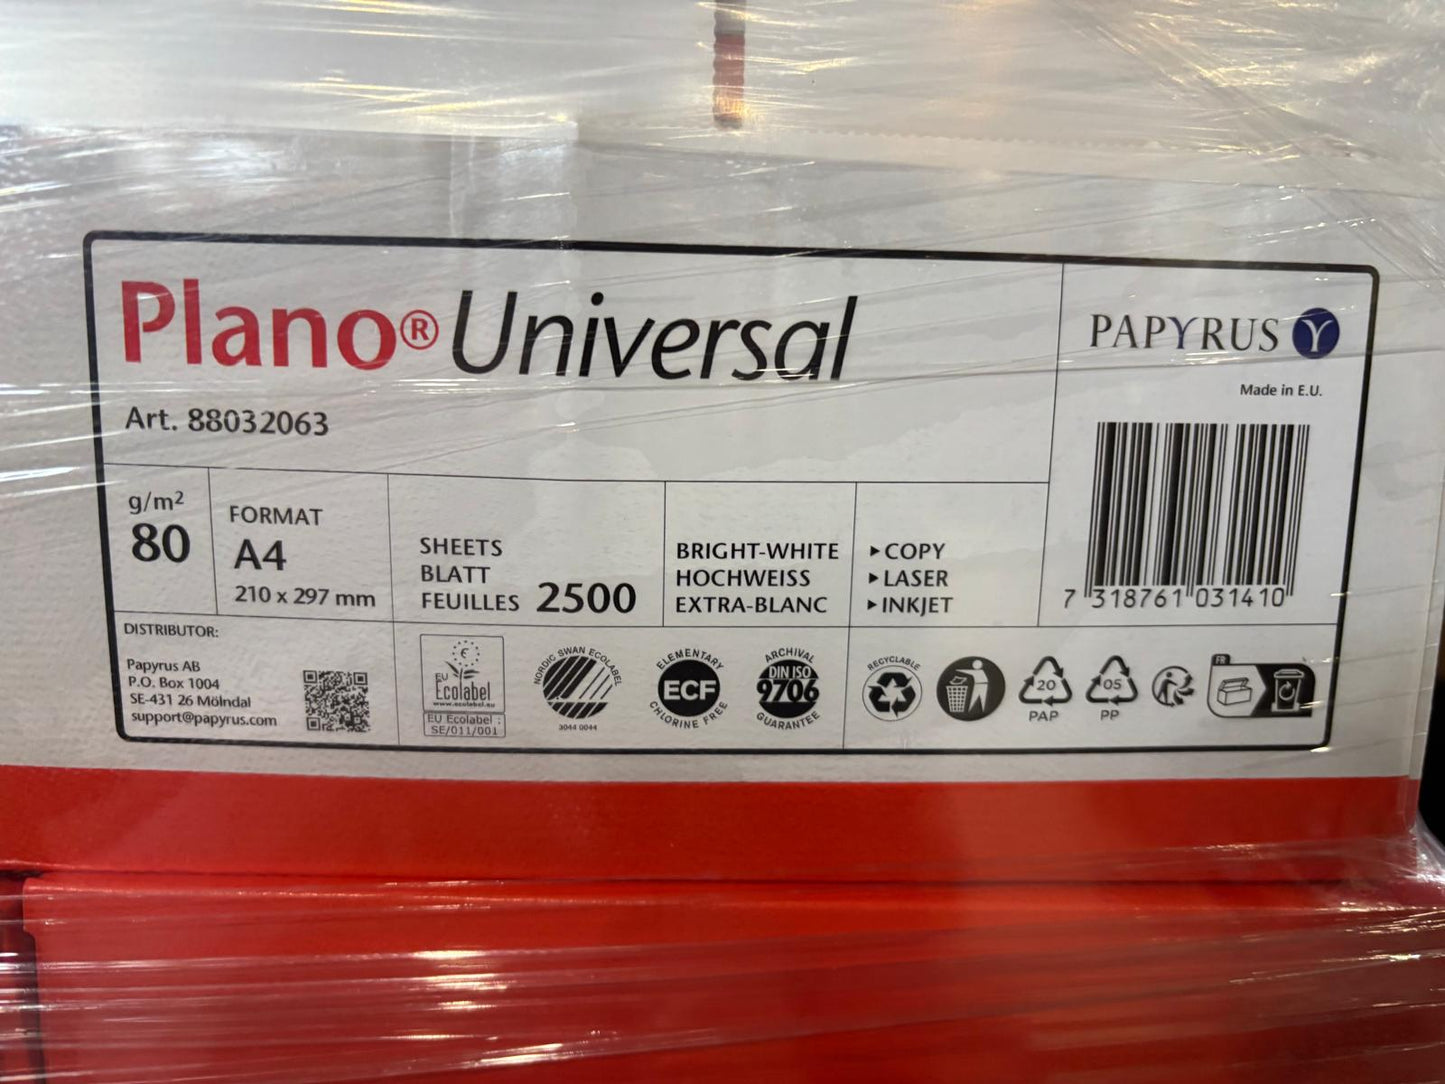 Plano® Universal
Art. 88032063
PAPYRUS
Made in E.U.
7 318761 031410
g/m²
80
FORMAT
A4
210 x 297 mm
SHEETS
BLATT
FEUILLES 2500
BRIGHT-WHITE
HOCHWEISS
EXTRA-BLANC
▸COPY
▸LASER
▸INKJET
DISTRIBUTOR:
Papyrus AB
P.O. Box 1004
SE-431 26 Mölndal
support@papyrus.com
EU
Ecolabel
www.ecolabel.eu
EU Ecolabel :
SE/011/001
NORDIC SWAN ECOLABEL
3044 0044
ELEMENTARY
ECF
CHLORINE FREE
ARCHIVAL
DIN ISO
9706
GUARANTEE
RECYCLABLE
20
PAP
05
PP
FR